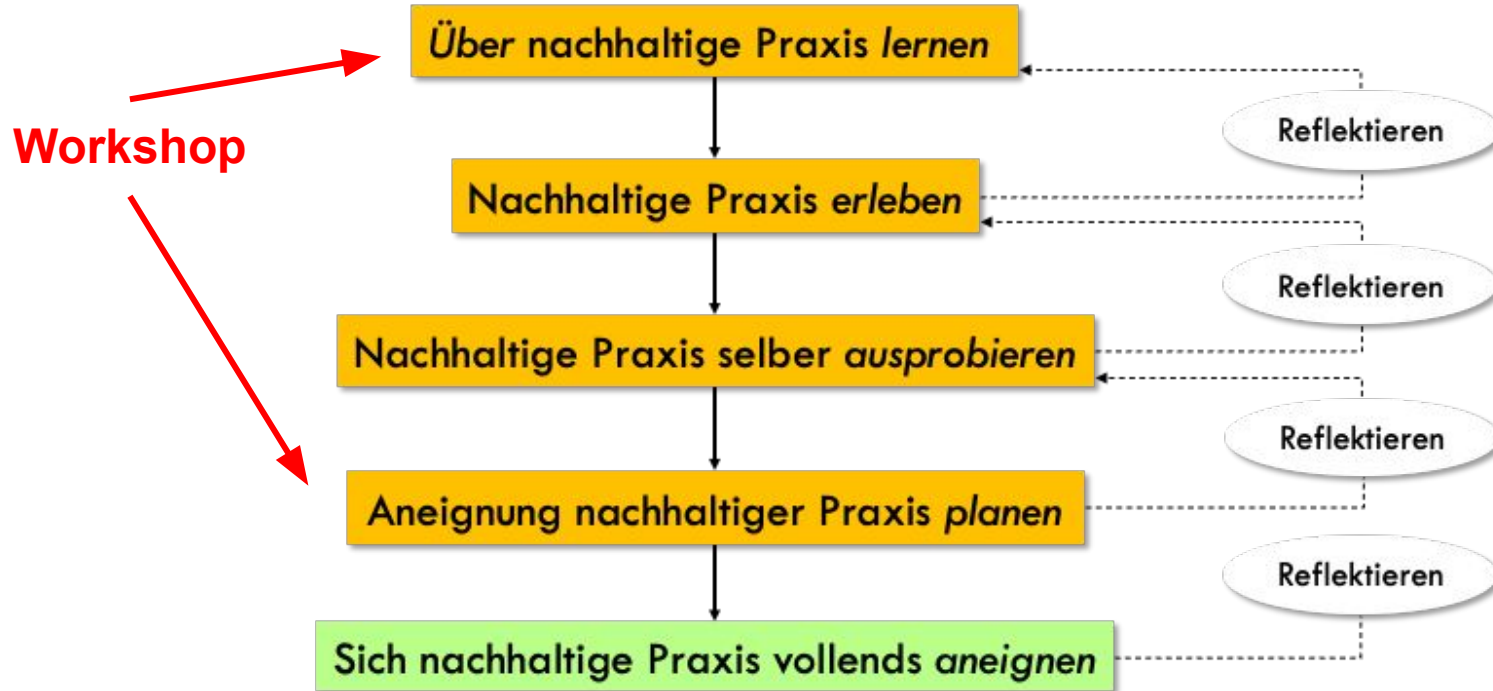 Über nachhaltige Praxis lernen
Reflektieren
Workshop
Nachhaltige Praxis erleben
Reflektieren
Nachhaltige Praxis selber ausprobieren
Reflektieren
Aneignung nachhaltiger Praxis planen
Reflektieren
Sich nachhaltige Praxis vollends aneignen